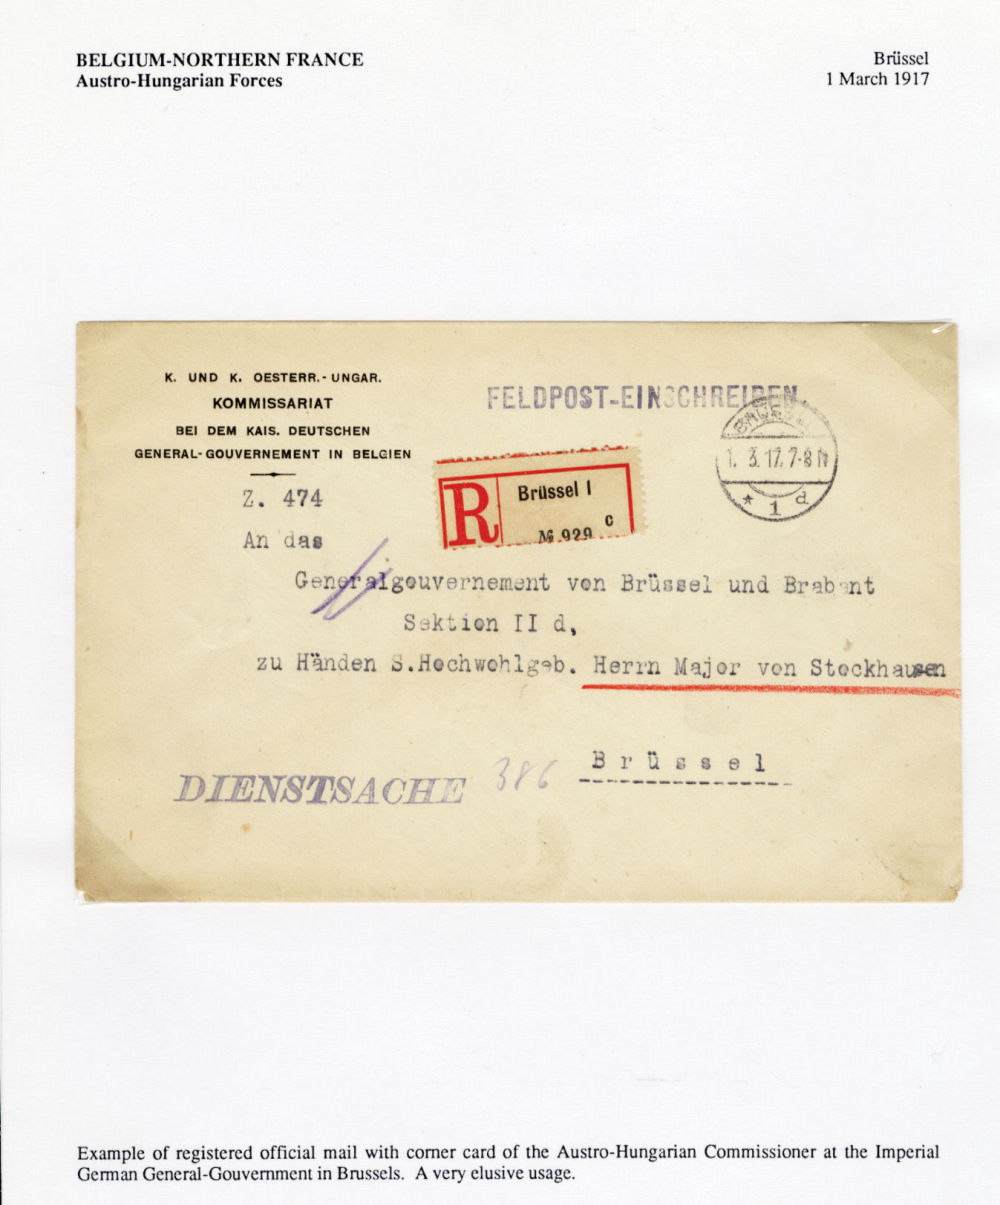 BELGIUM-NORTHERN FRANCE
Austro-Hungarian Forces
Brüssel
1 March 1917
K. UND K. OESTERR.- UNGAR.
KOMMISSARIAT
BEI DEM KAIS. DEUTSCHEN
GENERAL-GOUVERNEMENT IN BELGIEN
FELDPOST-EINSCHREIBEN
BRÜSSEL
1. 3. 17. 7-8 N
* 1 d
Z. 474
R
Brüssel 1
c
№ 929
An das
Generalgouvernement von Brüssel und Brabant
Sektion II d,
zu Händen S.Hochwohlgeb. Herrn Major von Stockhausen
Brüssel
DIENSTSACHE
386
Example of registered official mail with corner card of the Austro-Hungarian Commissioner at the Imperial
German General-Gouvernment in Brussels. A very elusive usage.